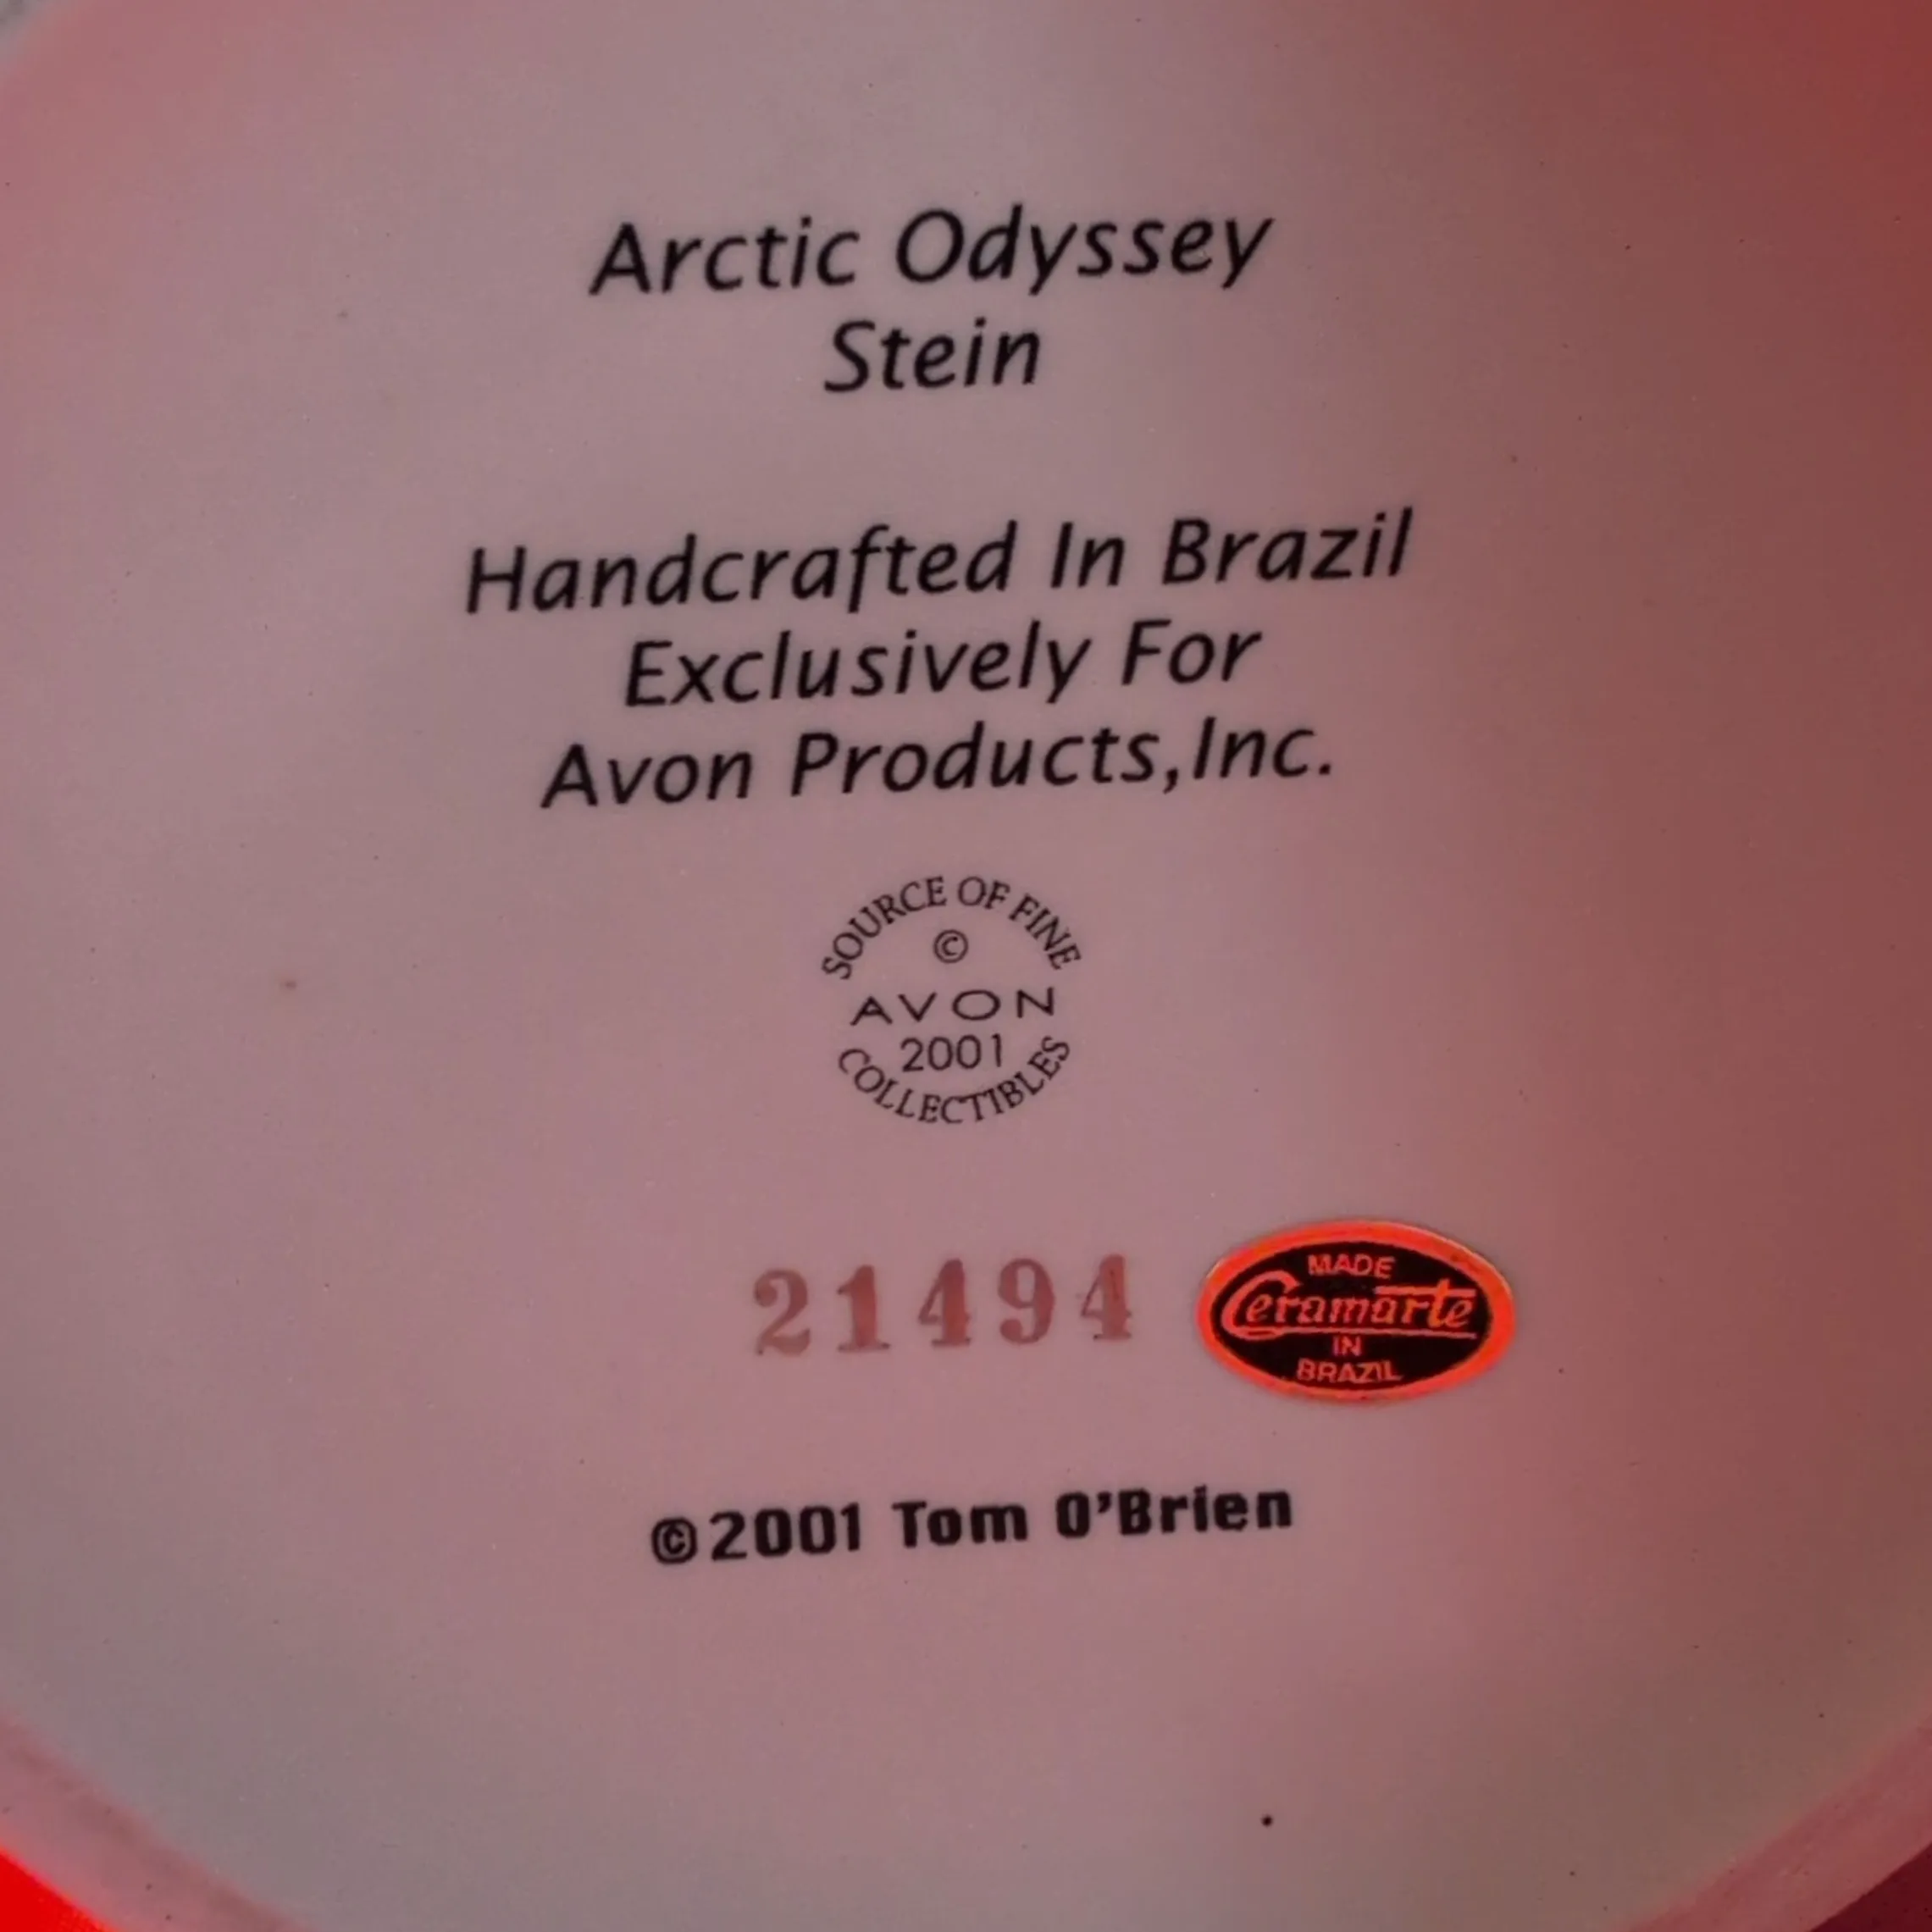 Arctic Odyssey
Stein
Handcrafted In Brazil
Exclusively For
Avon Products,Inc.
SOURCE OF FINE
©
AVON
2001
COLLECTIBLES
21494
MADE
Ceramarte
IN
BRAZIL
©2001 Tom O'Brien